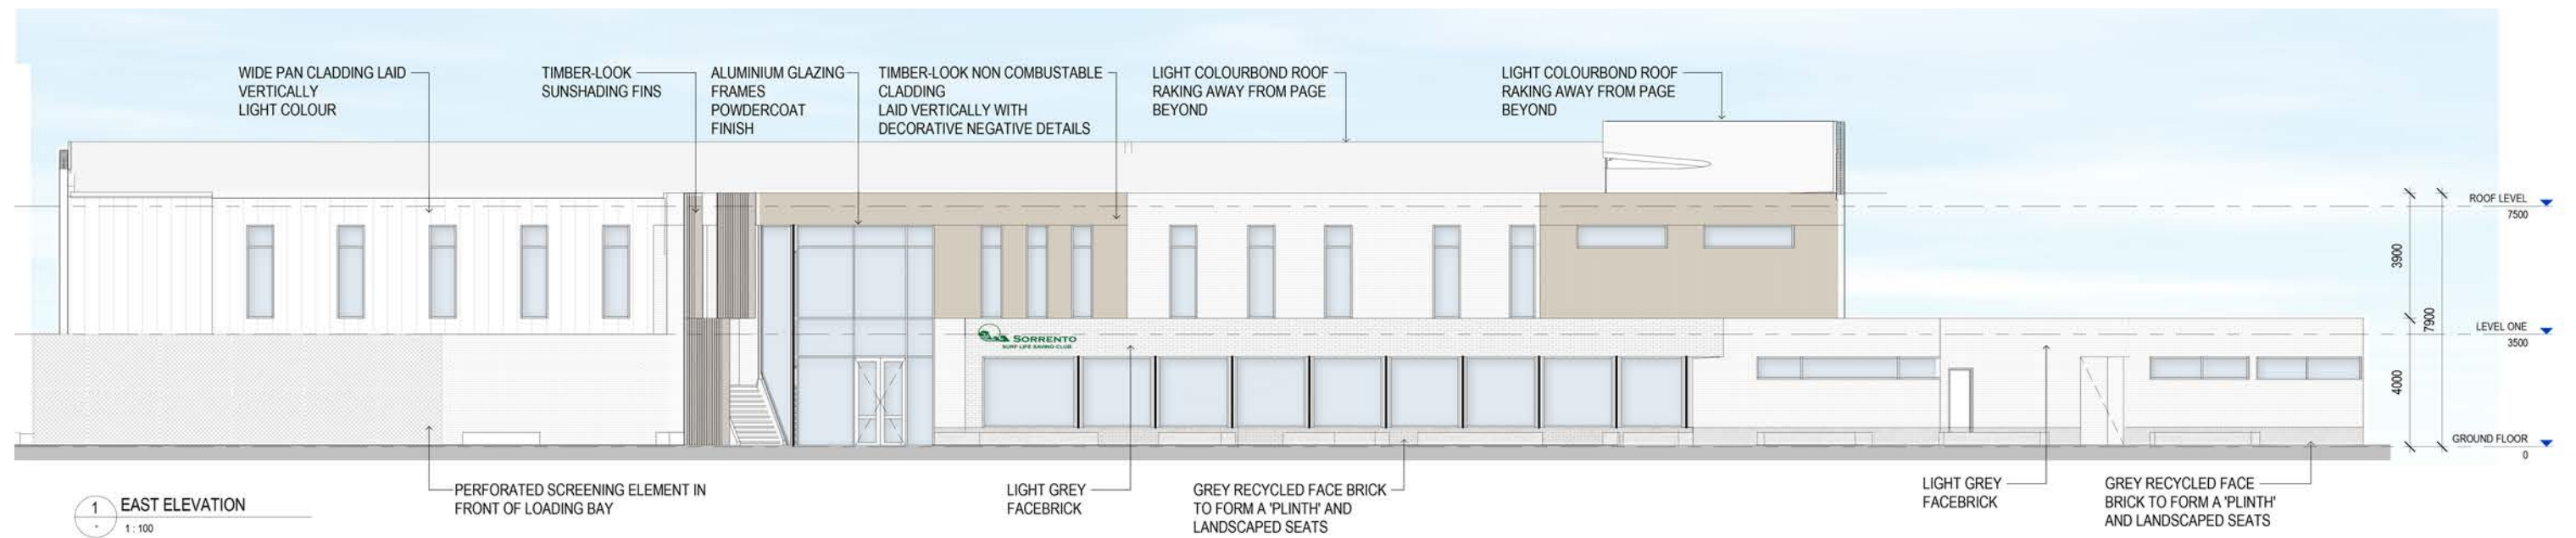 WIDE PAN CLADDING LAID
VERTICALLY
LIGHT COLOUR
TIMBER-LOOK
SUNSHADING FINS
ALUMINIUM GLAZING
FRAMES
POWDERCOAT
FINISH
TIMBER-LOOK NON COMBUSTABLE
CLADDING
LAID VERTICALLY WITH
DECORATIVE NEGATIVE DETAILS
LIGHT COLOURBOND ROOF
RAKING AWAY FROM PAGE
BEYOND
LIGHT COLOURBOND ROOF
RAKING AWAY FROM PAGE
BEYOND
ROOF LEVEL
7500
3900
7900
LEVEL ONE
3500
4000
GROUND FLOOR
0
SORRENTO
SURF LIFE SAVING CLUB
PERFORATED SCREENING ELEMENT IN
FRONT OF LOADING BAY
LIGHT GREY
FACEBRICK
GREY RECYCLED FACE BRICK
TO FORM A 'PLINTH' AND
LANDSCAPED SEATS
LIGHT GREY
FACEBRICK
GREY RECYCLED FACE
BRICK TO FORM A 'PLINTH'
AND LANDSCAPED SEATS
1
EAST ELEVATION
1 : 100